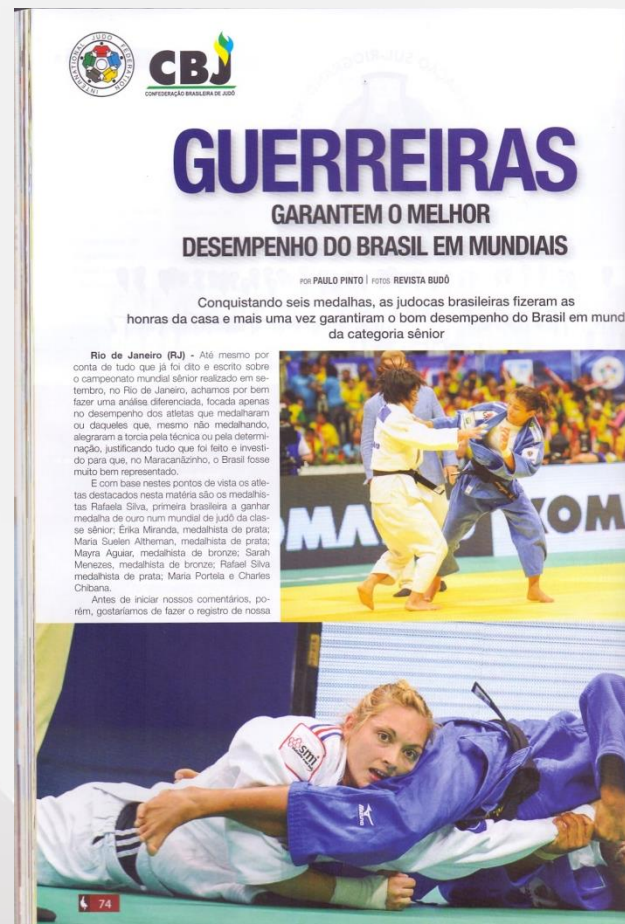 INTERNATIONAL JUDO FEDERATION
CBJ
CONFEDERAÇÃO BRASILEIRA DE JUDÔ
GUERREIRAS
GARANTEM O MELHOR
DESEMPENHO DO BRASIL EM MUNDIAIS
POR PAULO PINTO | FOTOS REVISTA BUDÔ
Conquistando seis medalhas, as judocas brasileiras fizeram as
honras da casa e mais uma vez garantiram o bom desempenho do Brasil em mund
da categoria sênior
Rio de Janeiro (RJ) - Até mesmo por
conta de tudo que já foi dito e escrito sobre
o campeonato mundial sênior realizado em se-
tembro, no Rio de Janeiro, achamos por bem
fazer uma análise diferenciada, focada apenas
no desempenho dos atletas que medalharam
ou daqueles que, mesmo não medalhando,
alegraram a torcia pela técnica ou pela determi-
nação, justificando tudo que foi feito e investi-
do para que, no Maracanãzinho, o Brasil fosse
muito bem representado.
E com base nestes pontos de vista os atle-
tas destacados nesta matéria são os medalhis-
tas Rafaela Silva, primeira brasileira a ganhar
medalha de ouro num mundial de judô da clas-
se sênior; Érika Miranda, medalhista de prata;
Maria Suelen Altheman, medalhista de prata;
Mayra Aguiar, medalhista de bronze; Sarah
Menezes, medalhista de bronze; Rafael Silva
medalhista de prata; Maria Portela e Charles
Chibana.
Antes de iniciar nossos comentários, po-
rém, gostaríamos de fazer o registro de nossa
MA
KOM
smi
74